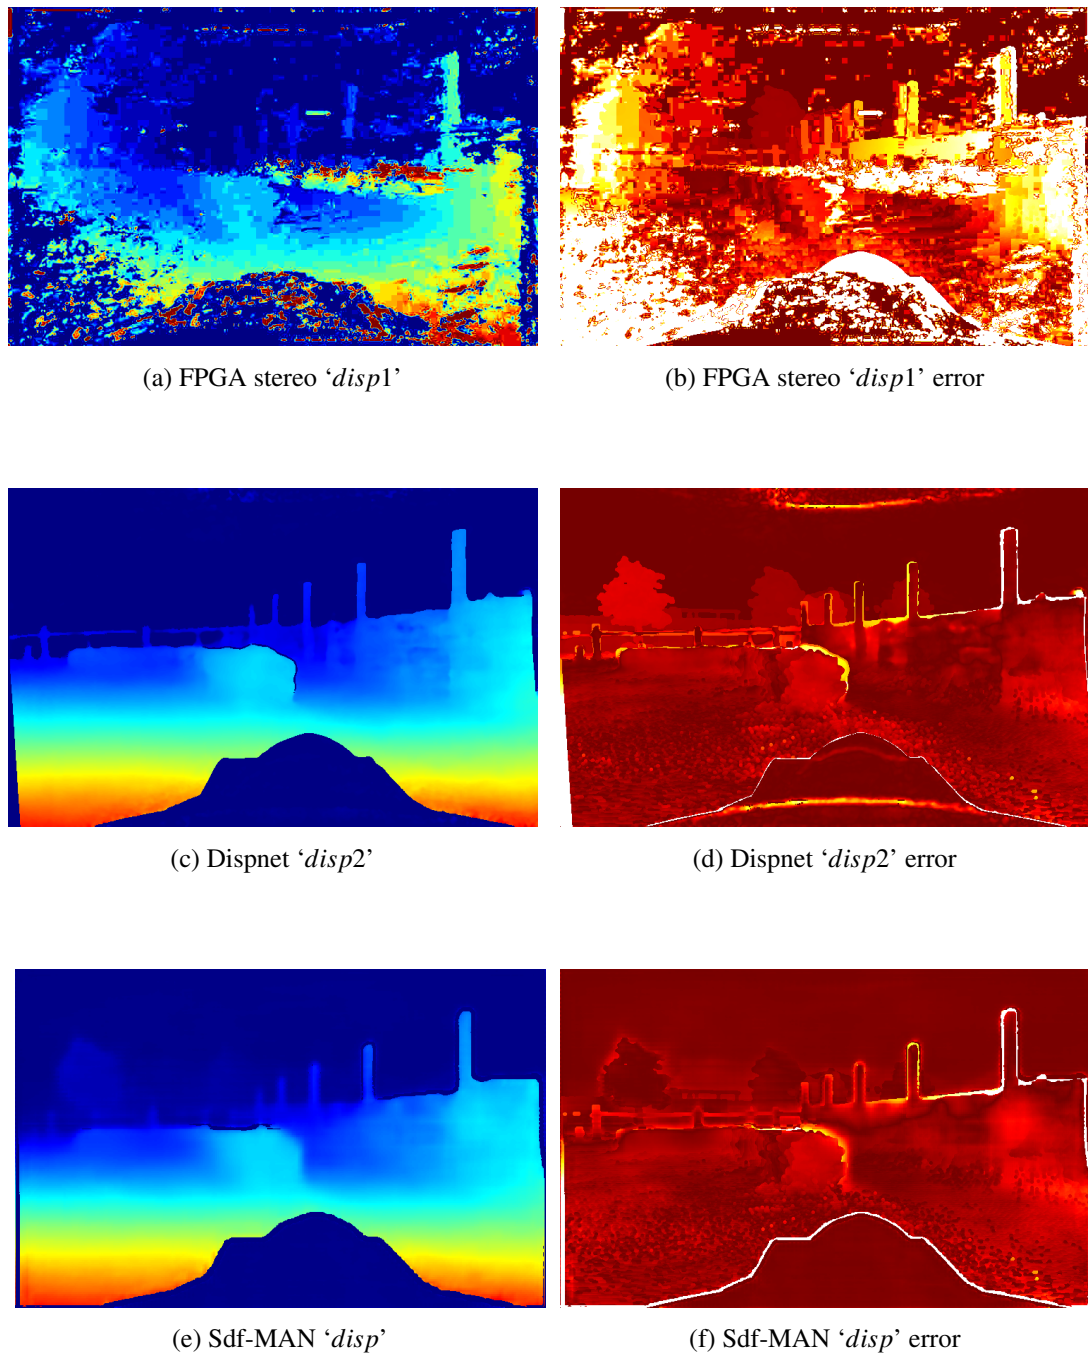 (a) FPGA stereo ‘disp1’
(b) FPGA stereo ‘disp1’ error
(c) Dispnet ‘disp2’
(d) Dispnet ‘disp2’ error
(e) Sdf-MAN ‘disp’
(f) Sdf-MAN ‘disp’ error